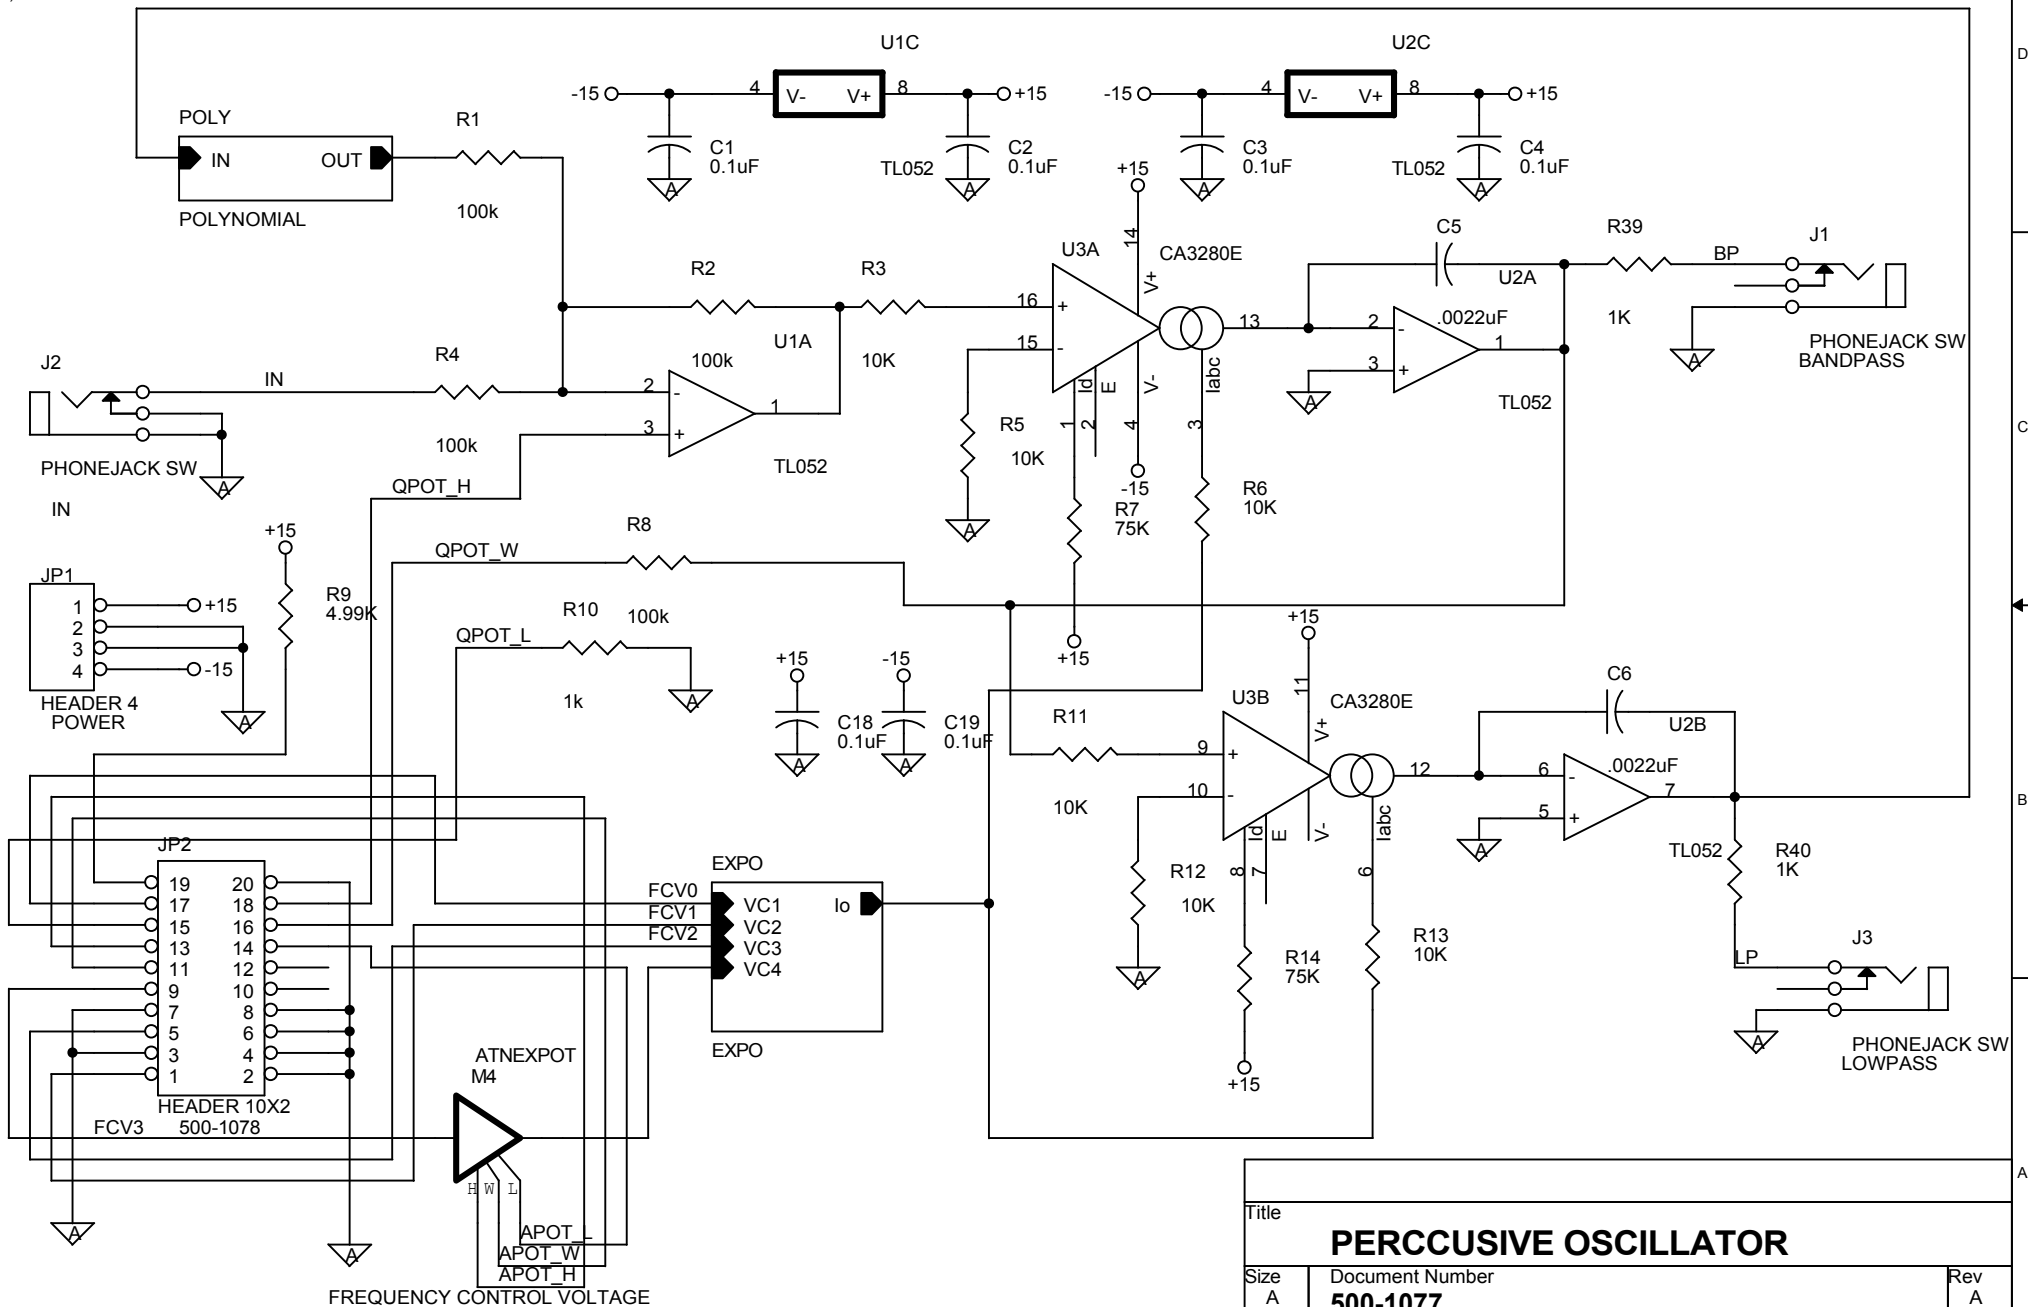 D
U1C
U2C
-15
4
V-
V+
8
+15
-15
4
V-
V+
8
+15
POLY
R1
IN
OUT
C1
0.1uF
TL052
C2
0.1uF
C3
0.1uF
TL052
C4
0.1uF
100k
POLYNOMIAL
+15
14
V+
U3A
CA3280E
C5
R39
J1
BP
R2
R3
U2A
16
+
U1A
100k
10K
15
-
13
2
-
.0022uF
1
3
+
1K
PHONEJACK SW
BANDPASS
A
A
A
A
A
A
J2
R4
IN
2
-
1
3
+
Id
E
V-
Iabc
1
2
4
3
TL052
C
R5
10K
100k
TL052
PHONEJACK SW
A
IN
QPOT_H
-15
R7
75K
R6
10K
A
+15
R8
QPOT_W
JP1
1
2
3
4
+15
-15
HEADER 4
POWER
A
R9
4.99K
R10
100k
QPOT_L
1k
A
+15
-15
C18
0.1uF
C19
0.1uF
A
A
+15
+15
11
V+
U3B
CA3280E
C6
R11
U2B
9
+
10
-
12
6
-
.0022uF
7
5
+
B
10K
Id
E
V-
Iabc
8
7
6
A
TL052
R40
1K
R12
10K
A
JP2
19
20
17
18
15
16
13
14
11
12
9
10
7
8
5
6
3
4
1
2
HEADER 10X2
500-1078
EXPO
FCV0
FCV1
FCV2
VC1
VC2
VC3
VC4
Io
EXPO
R14
75K
R13
10K
J3
LP
A
PHONEJACK SW
LOWPASS
+15
ATNEXPOT
M4
FCV3
H W L
A
A
A
APOT_L
APOT_W
APOT_H
FREQUENCY CONTROL VOLTAGE
Title
PERCCUSIVE OSCILLATOR
Size
A
Document Number
500-1077
Rev
A